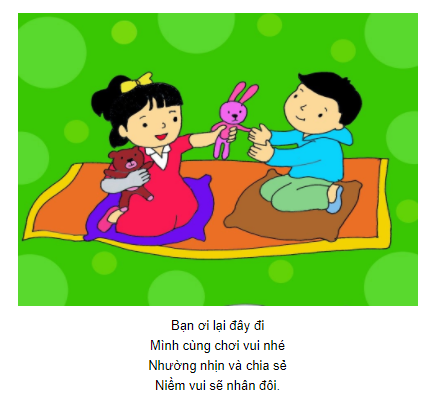 Bạn ơi lại đây đi
Mình cùng chơi vui nhé
Nhường nhịn và chia sẻ
Niềm vui sẽ nhân đôi.